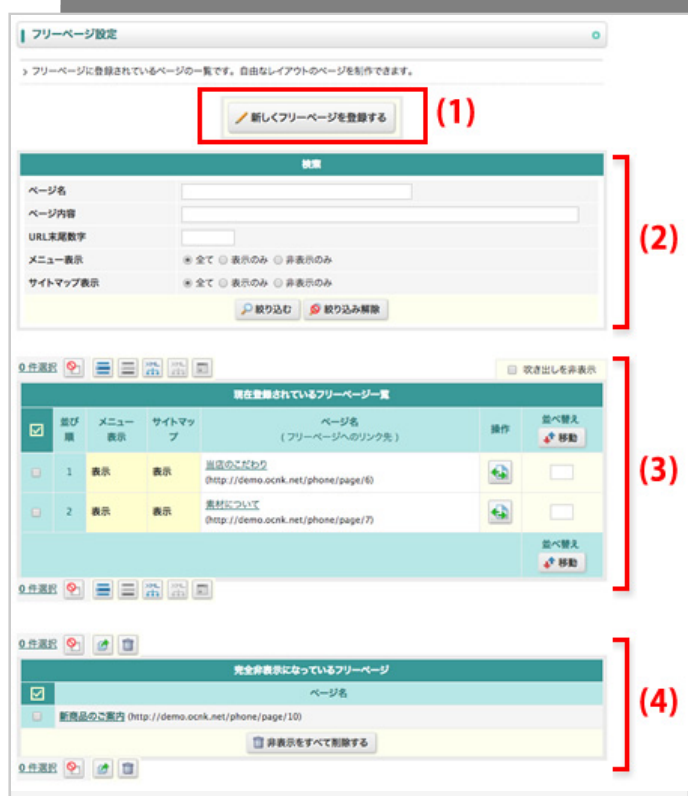 フリーページ設定
> フリーページに登録されているページの一覧です。自由なレイアウトのページを制作できます。
新しくフリーページを登録する
(1)
検索
ページ名
ページ内容
URL末尾数字
メニュー表示 全て 表示のみ 非表示のみ
サイトマップ表示 全て 表示のみ 非表示のみ
絞り込む 絞り込み解除
(2)
0件選択 吹き出しを非表示
現在登録されているフリーページ一覧
並び順 メニュー表示 サイトマップ ページ名 (フリーページへのリンク先) 操作 並べ替え 移動
1 表示 表示 当店のこだわり
(http://demo.ocnk.net/phone/page/6)
2 表示 表示 素材について
(http://demo.ocnk.net/phone/page/7)
並べ替え
移動
0件選択
(3)
0件選択
完全非表示になっているフリーページ
ページ名
新商品のご案内 (http://demo.ocnk.net/phone/page/10)
非表示をすべて削除する
0件選択
(4)